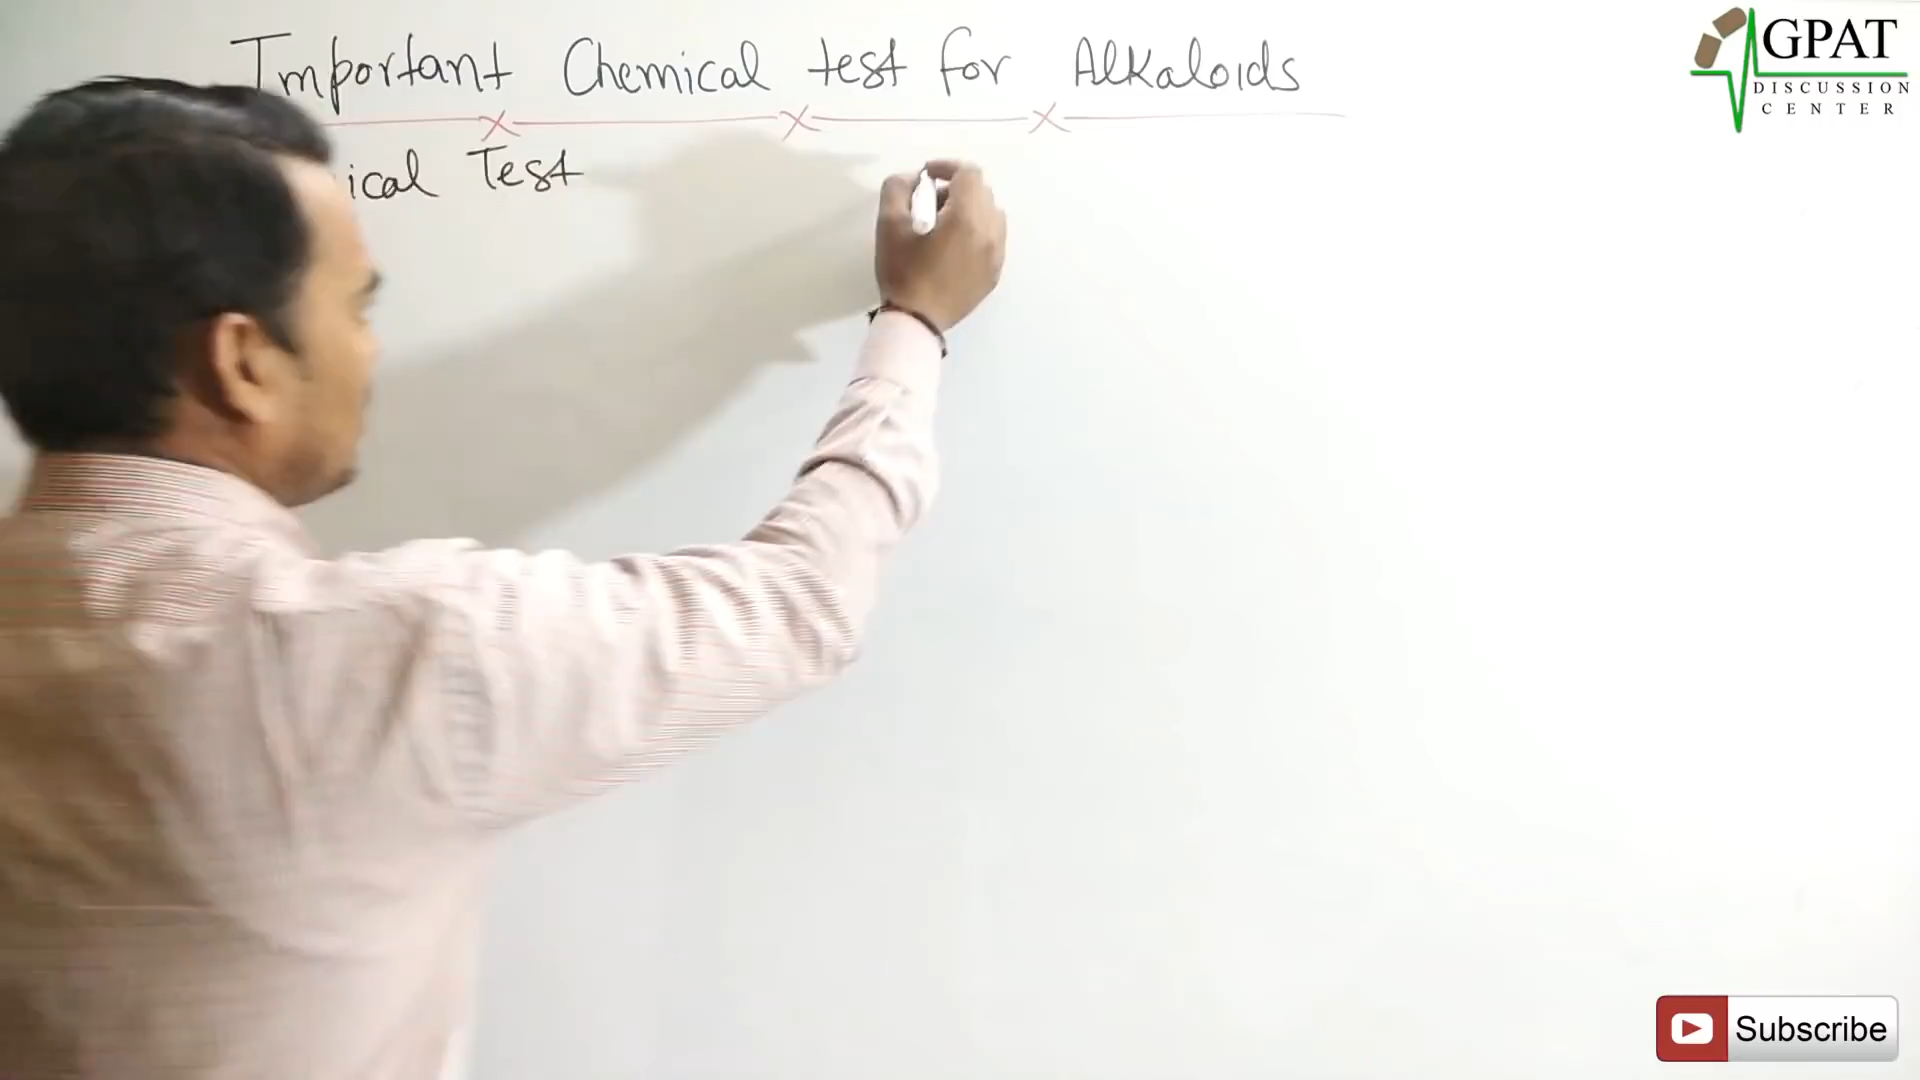 Important Chemical test for Alkaloids
ical Test
GPAT
DISCUSSION
CENTER
Subscribe